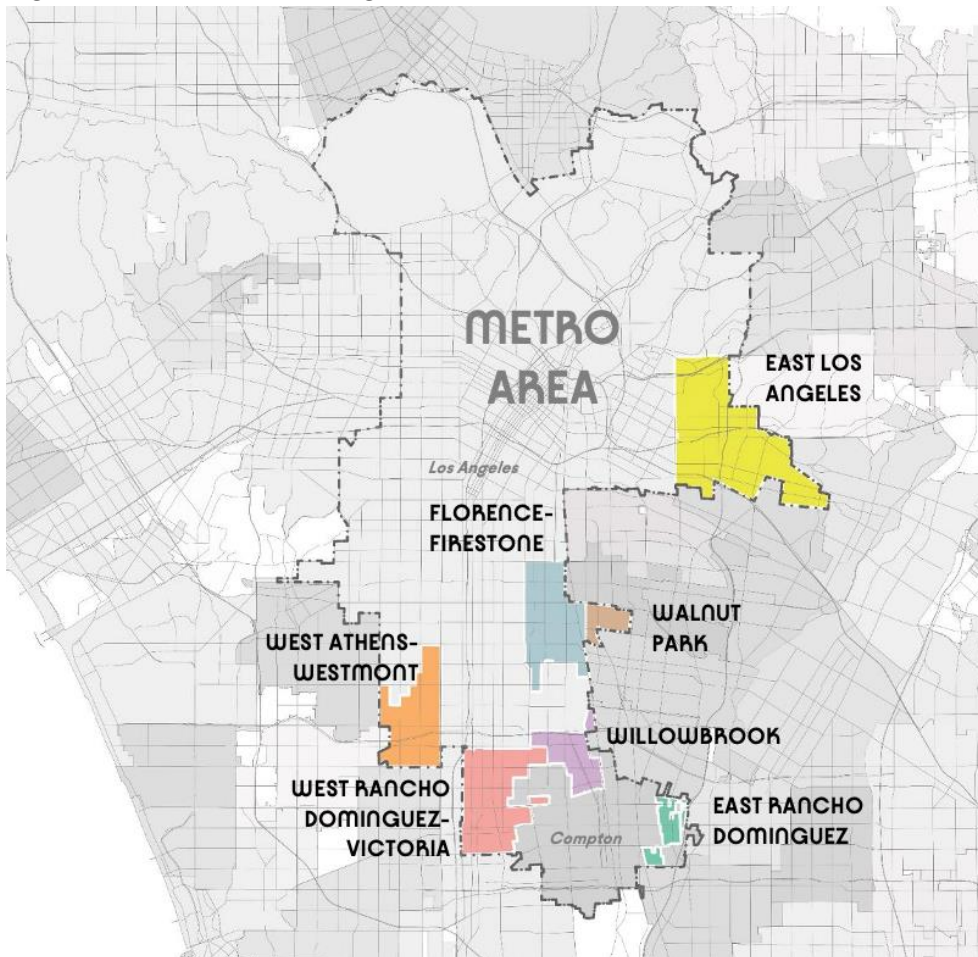 METRO
AREA
EAST LOS
ANGELES
Los Angeles
FLORENCE-
FIRESTONE
WALNUT
PARK
WEST ATHENS-
WESTMONT
WILLOWBROOK
WEST RANCHO
DOMINGUEZ-
VICTORIA
EAST RANCHO
DOMINGUEZ
Compton